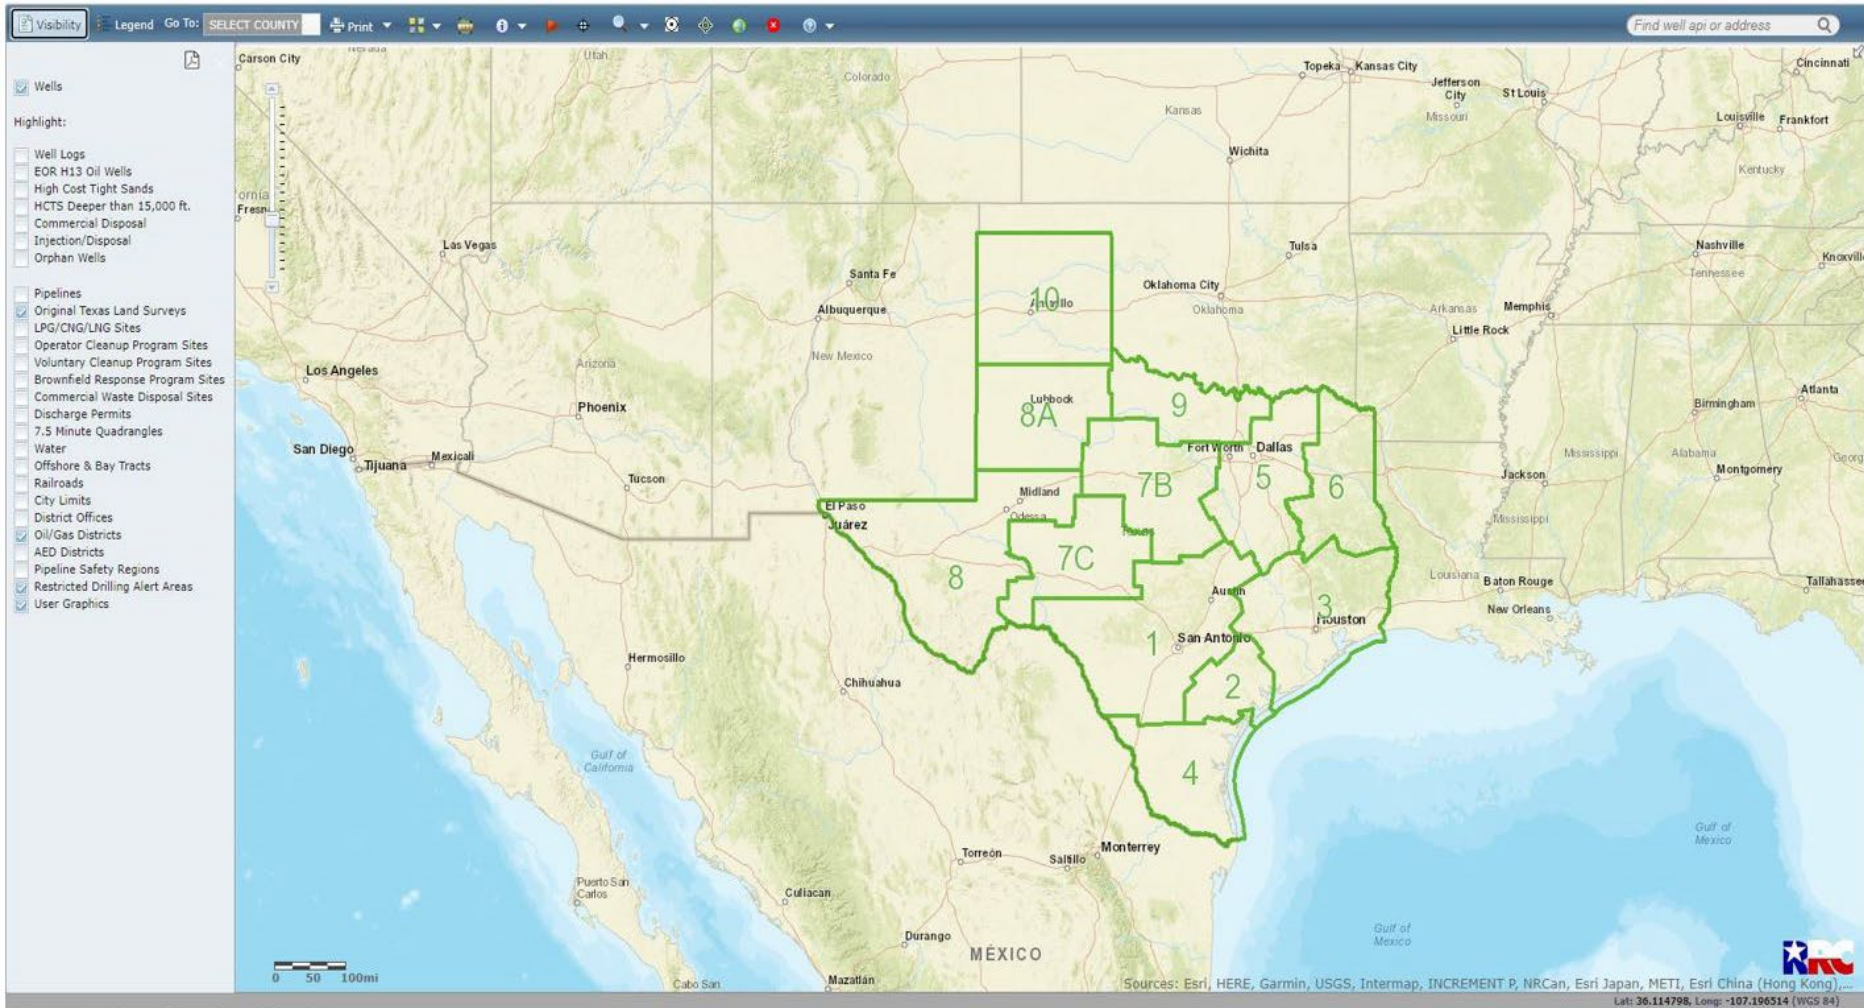 Visibility
Legend
Go To:
SELECT COUNTY
Print
Find well api or address
Wells
Highlight:
Well Logs
EOR H13 Oil Wells
High Cost Tight Sands
HCTS Deeper than 15,000 ft.
Commercial Disposal
Injection/Disposal
Orphan Wells
Pipelines
Original Texas Land Surveys
LPG/CNG/LNG Sites
Operator Cleanup Program Sites
Voluntary Cleanup Program Sites
Brownfield Response Program Sites
Commercial Waste Disposal Sites
Discharge Permits
7.5 Minute Quadrangles
Water
Offshore & Bay Tracts
Railroads
City Limits
District Offices
Oil/Gas Districts
AED Districts
Pipeline Safety Regions
Restricted Drilling Alert Areas
User Graphics
Nevada
Utah
Carson City
Colorado
Topeka
Kansas City
Cincinnati
Jefferson
City
St Louis
Missouri
Kansas
Louisville
Frankfort
Wichita
Kentucky
ornia
Fresn
Las Vegas
Tulsa
Nashville
Tennessee
Knoxvill
Santa Fe
Oklahoma City
Oklahoma
Albuquerque
10
Amarillo
Arkansas
Memphis
Little Rock
New Mexico
Arizona
Los Angeles
Phoenix
Lubbock
8A
9
Atlanta
Birmingham
San Diego
Tijuana
Mexicali
Fort Worth
Dallas
Mississippi
Alabama
Georg
Montgomery
Jackson
Tucson
Midland
Odessa
7B
5
6
El Paso
Juárez
Texas
Mississippi
7C
8
Louisiana
Baton Rouge
Tallahassee
Austin
New Orleans
3
Houston
1
San Antonio
Hermosillo
Chihuahua
2
Gulf of
California
4
Gulf of
Mexico
Torreón
Saltillo
Monterrey
Puerto San
Carlos
Culiacan
Durango
MÉXICO
Gulf of
Mexico
RRC
0 50 100mi
Cabo San
Mazatlán
Sources: Esri, HERE, Garmin, USGS, Intermap, INCREMENT P, NRCan, Esri Japan, METI, Esri China (Hong Kong),...
Lat: 36.114798, Long: -107.196514 (WGS 84)